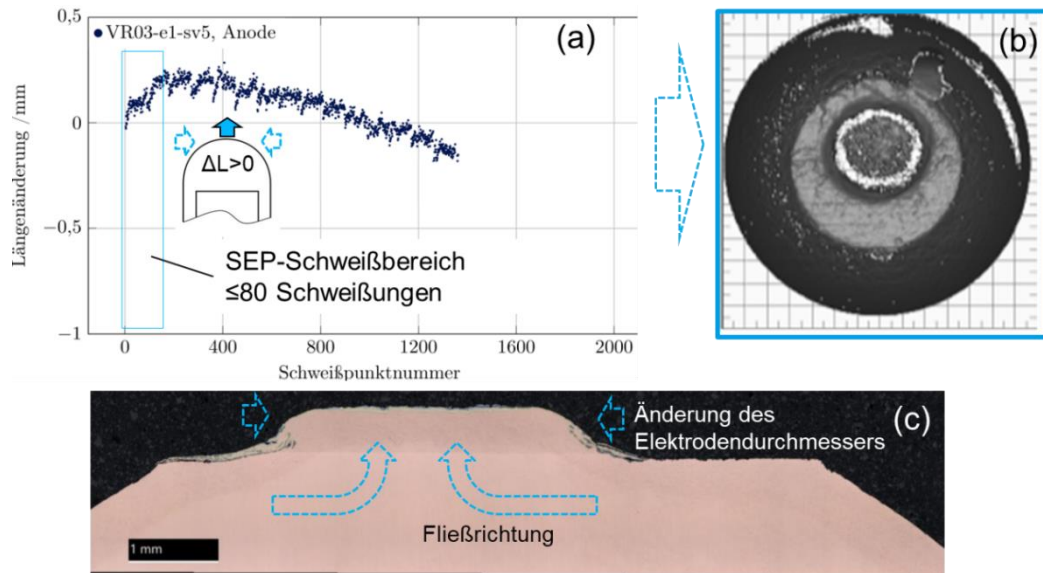 0,5
VR03-e1-sv5, Anode
(a)
0
ΔL>0
−0,5
SEP-Schweißbereich
≤80 Schweißungen
−1
0
400
800
1200
1600
2000
Schweißpunktnummer
Längenänderung /mm
(b)
Änderung des
Elektrodendurchmessers
(c)
Fließrichtung
1 mm